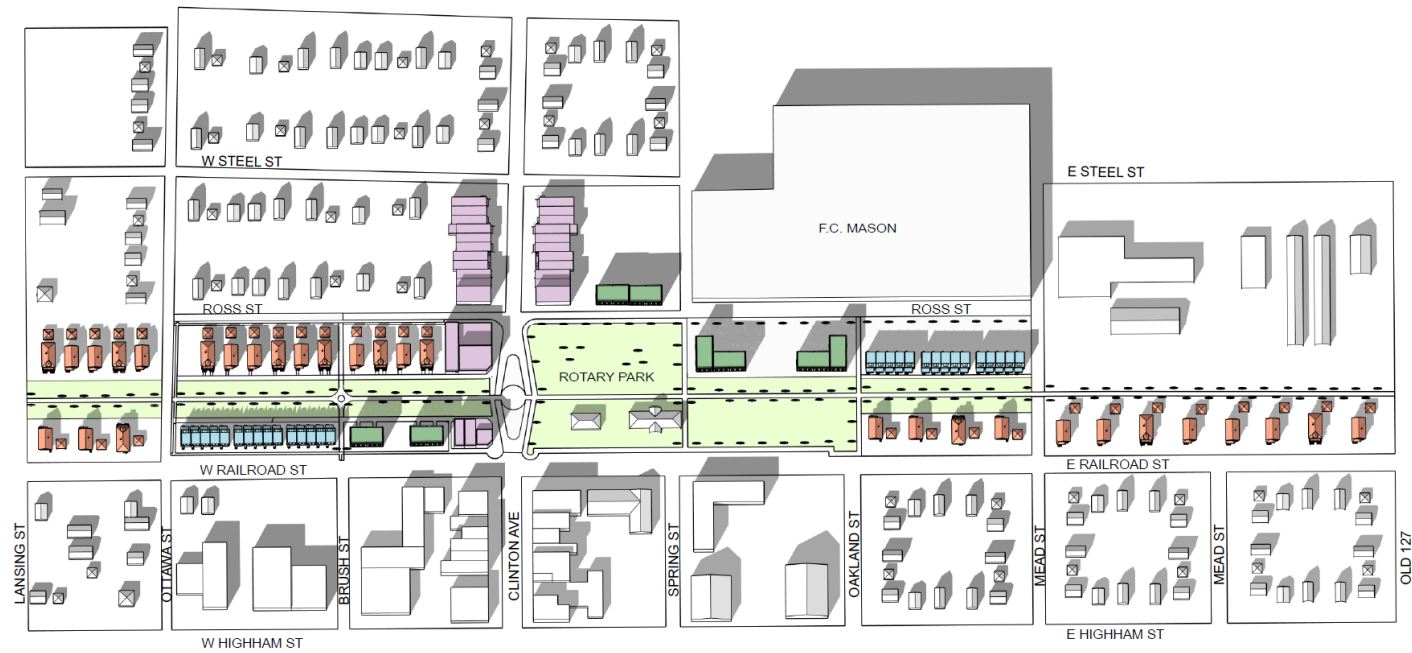 W STEEL ST
E STEEL ST
F.C. MASON
ROSS ST
ROSS ST
ROTARY PARK
W RAILROAD ST
E RAILROAD ST
LANSING ST
OTTAWA ST
BRUSH ST
CLINTON AVE
SPRING ST
OAKLAND ST
MEAD ST
MEAD ST
OLD 127
W HIGHHAM ST
E HIGHHAM ST